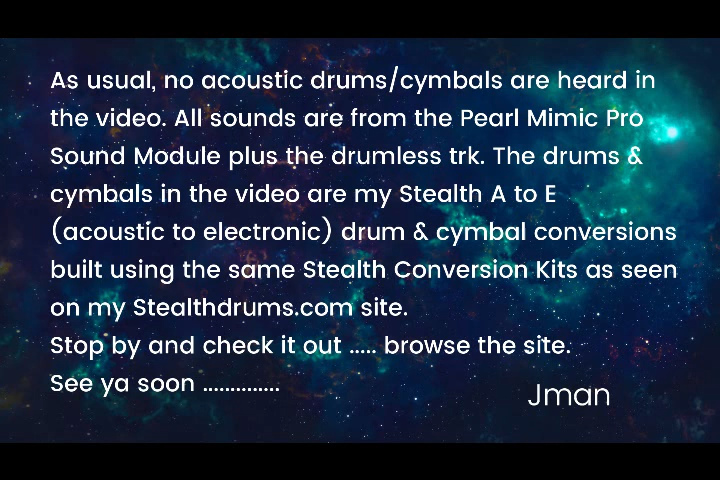 As usual, no acoustic drums/cymbals are heard in
the video. All sounds are from the Pearl Mimic Pro
Sound Module plus the drumless trk. The drums &
cymbals in the video are my Stealth A to E
(acoustic to electronic) drum & cymbal conversions
built using the same Stealth Conversion Kits as seen
on my Stealthdrums.com site.
Stop by and check it out ..... browse the site.
See ya soon ..............
Jman